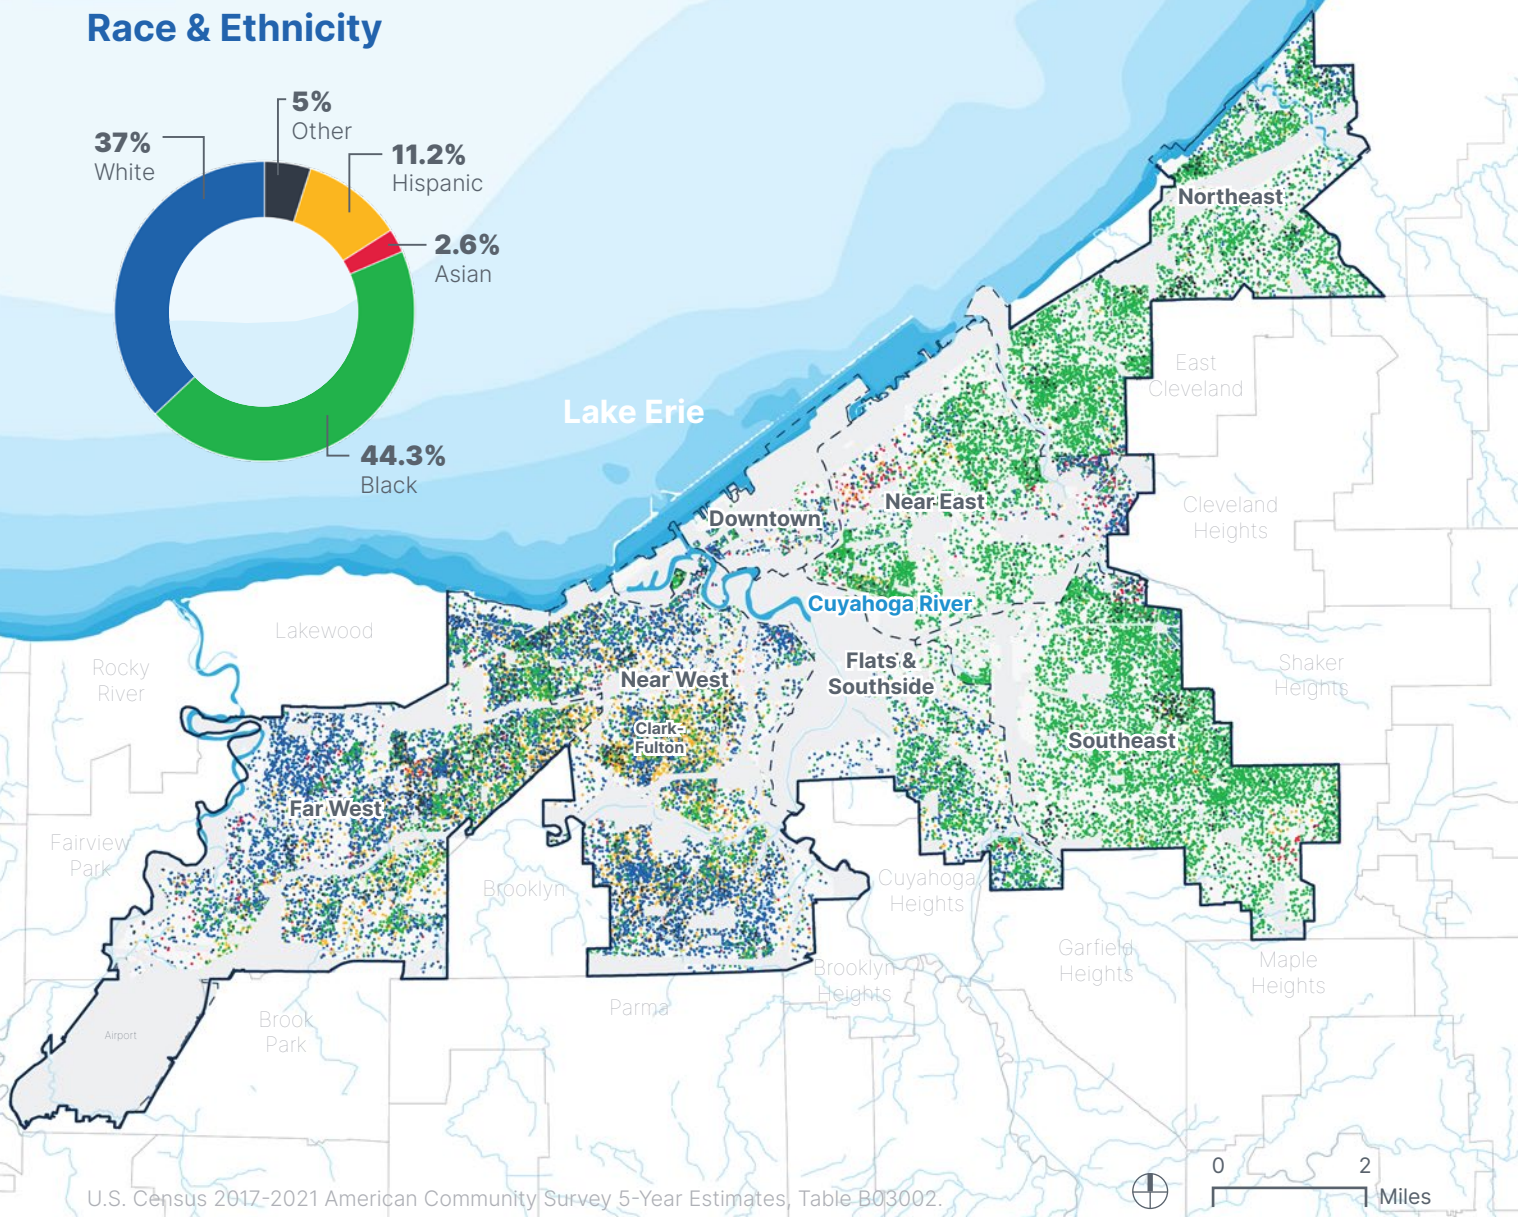 Race & Ethnicity
5%
Other
37%
White
11.2%
Hispanic
2.6%
Asian
44.3%
Black
Lake Erie
Northeast
East
Cleveland
Near East
Downtown
Cleveland
Heights
Cuyahoga River
Lakewood
Rocky
River
Near West
Flats &
Southside
Shaker
Heights
Clark-
Fulton
Southeast
Far West
Fairview
Park
Brooklyn
Cuyahoga
Heights
Garfield
Heights
Maple
Heights
Brooklyn
Heights
Parma
Brook
Park
Airport
0 2
Miles
U.S. Census 2017-2021 American Community Survey 5-Year Estimates, Table B03002.